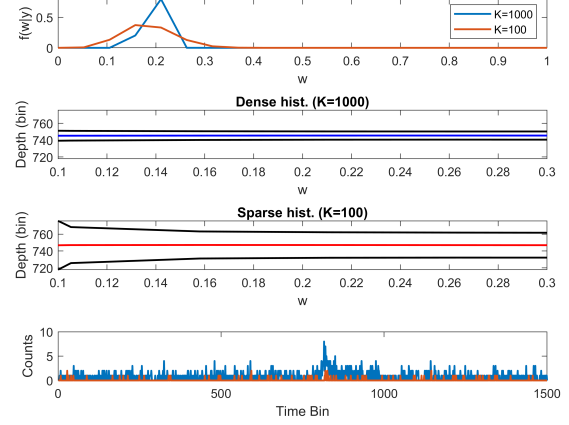 f(w|y)
0.5
0
K=1000
K=100
0 0.1 0.2 0.3 0.4 0.5 0.6 0.7 0.8 0.9 1
w
Dense hist. (K=1000)
Depth (bin)
760
740
720
0.1 0.12 0.14 0.16 0.18 0.2 0.22 0.24 0.26 0.28 0.3
w
Sparse hist. (K=100)
Depth (bin)
760
740
720
0.1 0.12 0.14 0.16 0.18 0.2 0.22 0.24 0.26 0.28 0.3
w
Counts
10
5
0
0 500 1000 1500
Time Bin